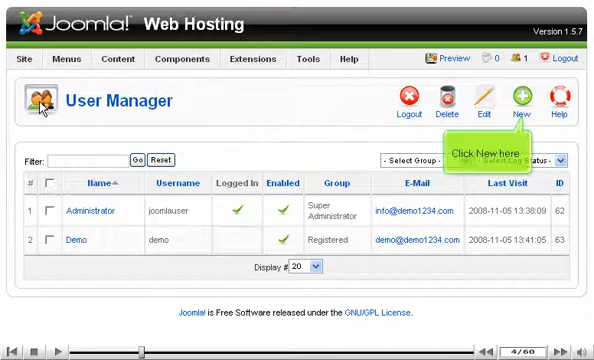 Joomla! Web Hosting
Version 1.5.7
Site Menus Content Components Extensions Tools Help Preview 0 1 Logout
User Manager
Logout Delete Edit New Help
Click New here
Filter: Go Reset - Select Group - - Select Log Status -
# Name Username Logged In Enabled Group E-Mail Last Visit ID
1 Administrator joomlauser Super Administrator info@demo1234.com 2008-11-05 13:38:09 62
2 Demo demo Registered demo@demo1234.com 2008-11-05 13:41:05 63
Display # 20
Joomla! is Free Software released under the GNU/GPL License.
4/60